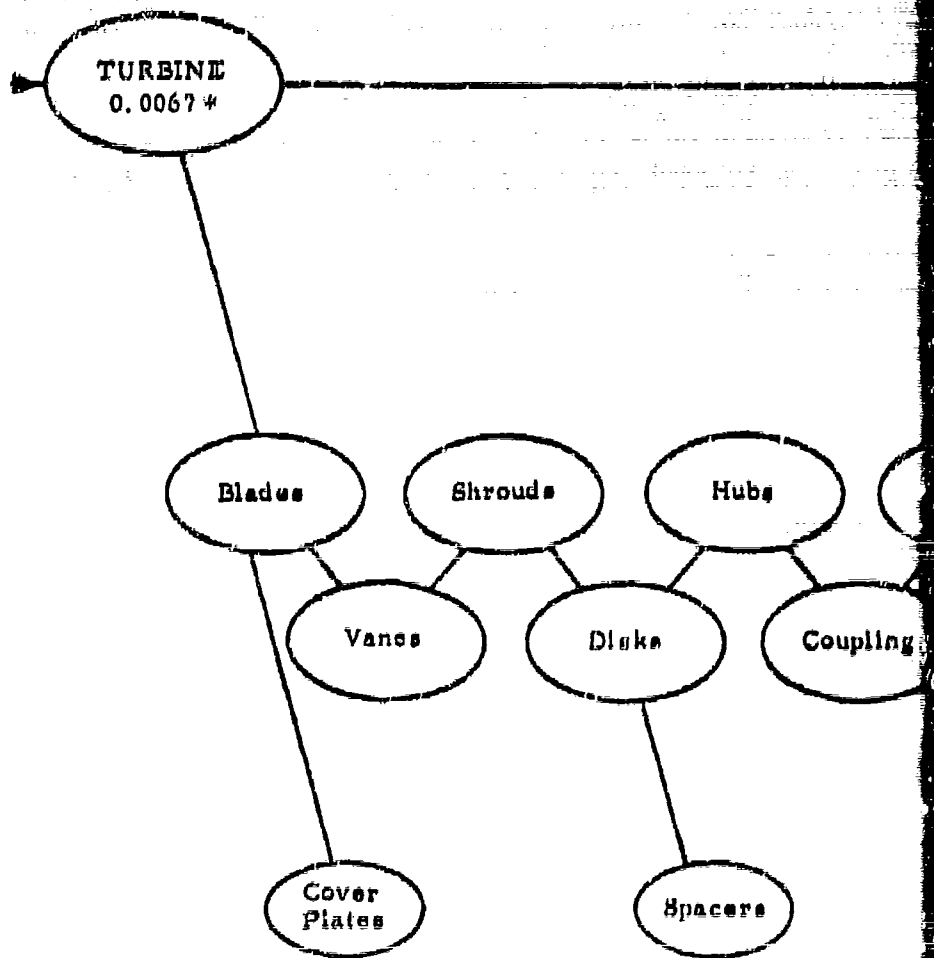 TURBINE
0.0067*
Blades
Shrouds
Hubs
Vanes
Disks
Coupling
Cover
Plates
Spacers